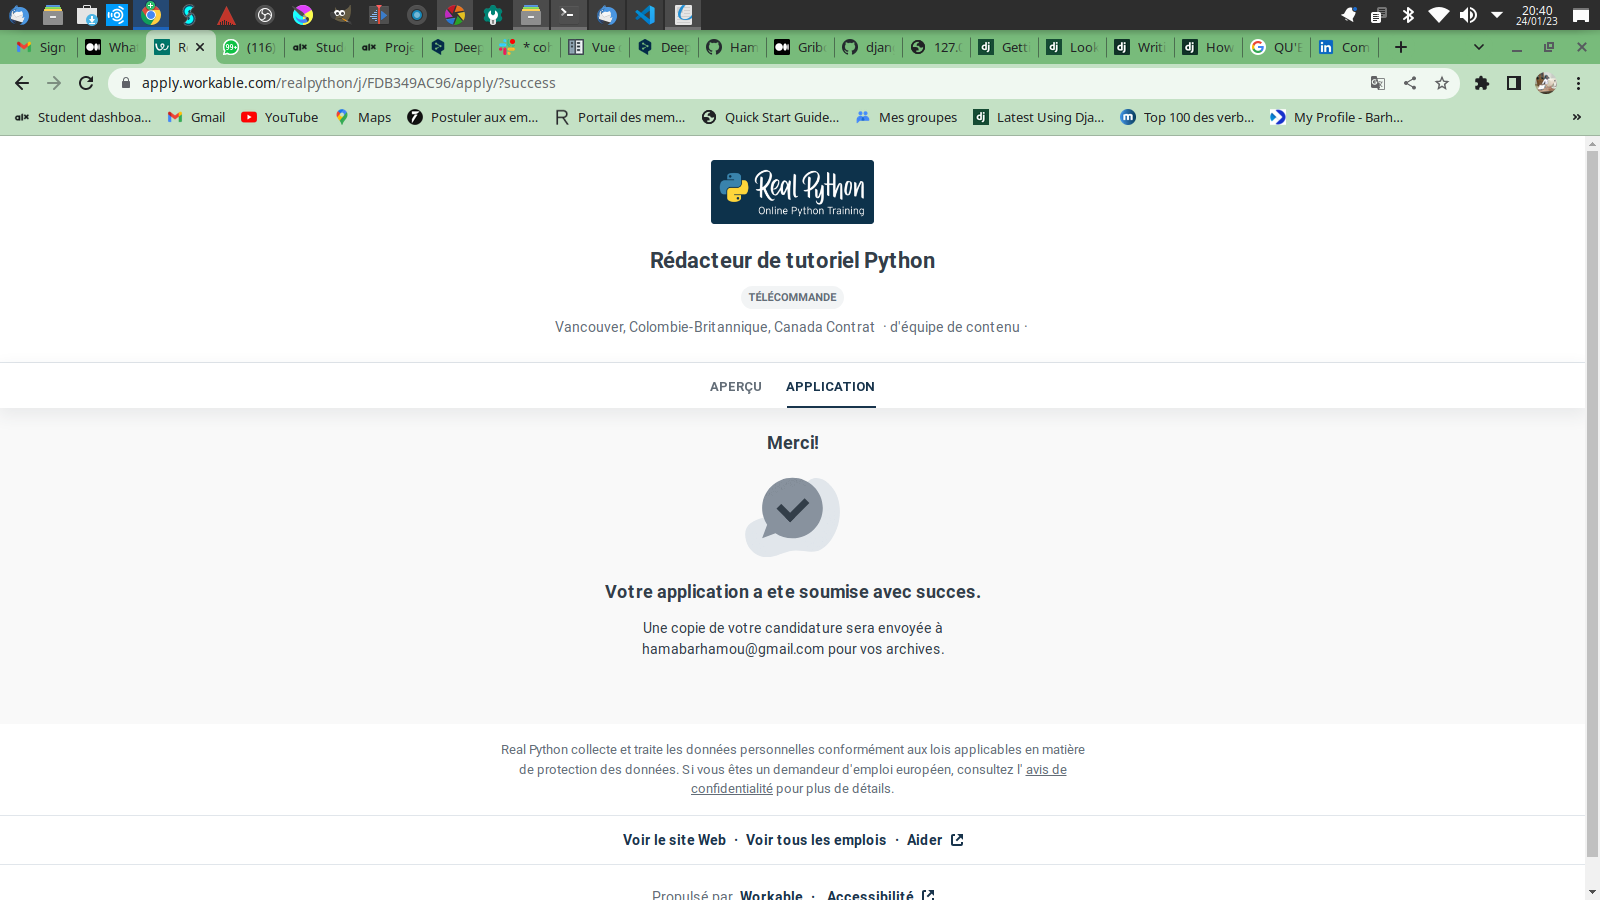 20:40
24/01/23
Sign
What
Re
(116)
Stud
Proje
Deep
* coh
Vue
Deep
Ham
Gribo
djan
127.0
Getti
Look
Writi
How
QU'E
Com
apply.workable.com/realpython/j/FDB349AC96/apply/?success
Student dashboa...
Gmail
YouTube
Maps
Postuler aux em...
Portail des mem...
Quick Start Guide...
Mes groupes
Latest Using Dja...
Top 100 des verb...
My Profile - Barh...
Real Python
Online Python Training
Rédacteur de tutoriel Python
TÉLÉCOMMANDE
Vancouver, Colombie-Britannique, Canada Contrat · d'équipe de contenu ·
APERÇU APPLICATION
Merci!
Votre application a ete soumise avec succes.
Une copie de votre candidature sera envoyée à
hamabarhamou@gmail.com pour vos archives.
Real Python collecte et traite les données personnelles conformément aux lois applicables en matière
de protection des données. Si vous êtes un demandeur d'emploi européen, consultez l' avis de
confidentialité pour plus de détails.
Voir le site Web · Voir tous les emplois · Aider
Propulsé par Workable · Accessibilité